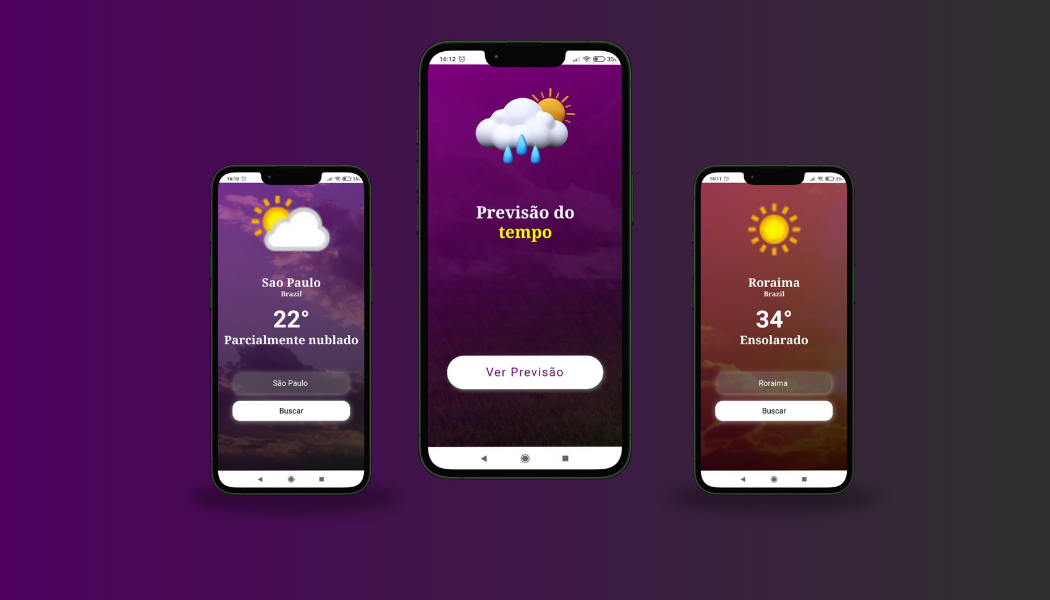 16:10
35
Sao Paulo
Brazil
22°
Parcialmente nublado
São Paulo
Buscar
16:12
35
Previsão do
tempo
Ver Previsão
16:11
35
Roraima
Brazil
34°
Ensolarado
Roraima
Buscar